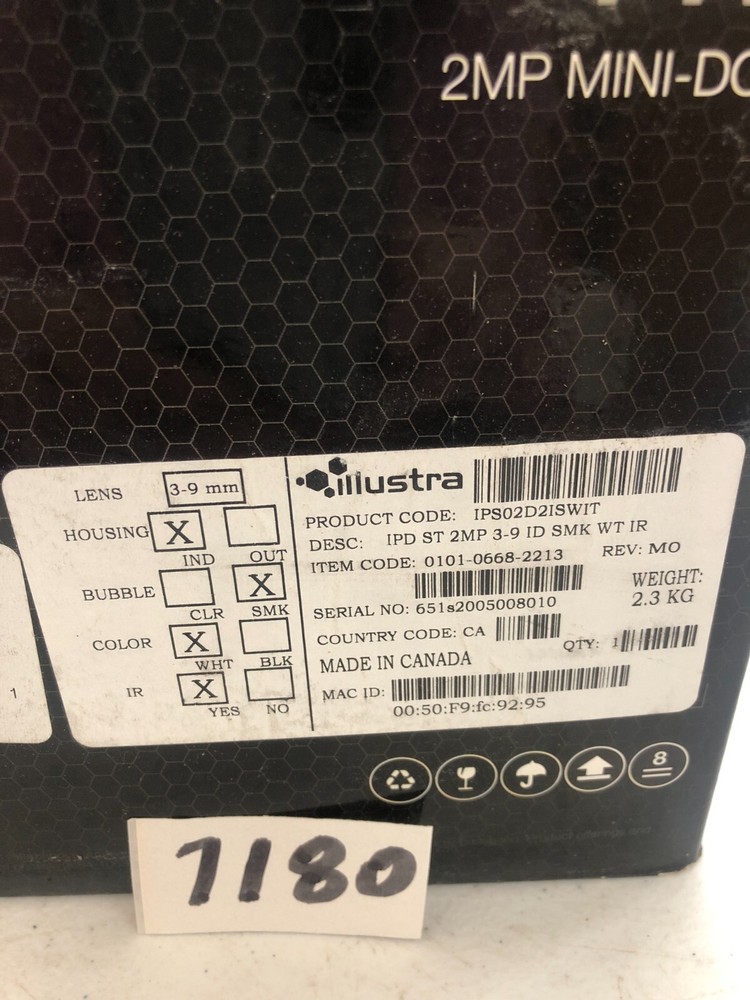 2MP MINI-DO
LENS 3-9 mm
HOUSING X
IND OUT
BUBBLE X
CLR SMK
COLOR X
WHT BLK
IR X
YES NO
illustra
PRODUCT CODE: IPS02D2ISWIT
DESC: IPD ST 2MP 3-9 ID SMK WT IR
ITEM CODE: 0101-0668-2213 REV: MO
WEIGHT:
2.3 KG
SERIAL NO: 651s2005008010
COUNTRY CODE: CA
QTY: 1
MADE IN CANADA
MAC ID:
00:50:F9:fc:92:95
1
8
7180